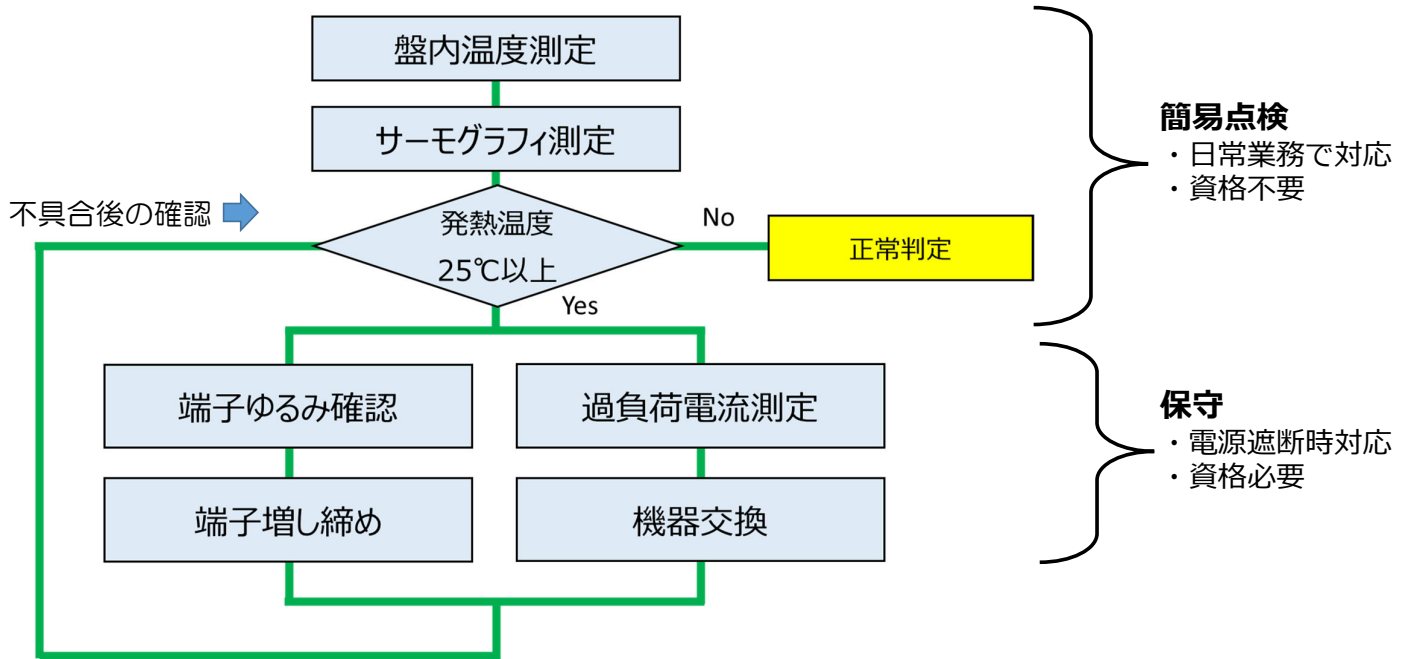 盤内温度測定
サーモグラフィ測定
不具合後の確認
発熱温度
25℃以上
No
正常判定
Yes
簡易点検
・日常業務で対応
・資格不要
端子ゆるみ確認
過負荷電流測定
端子増し締め
機器交換
保守
・電源遮断時対応
・資格必要